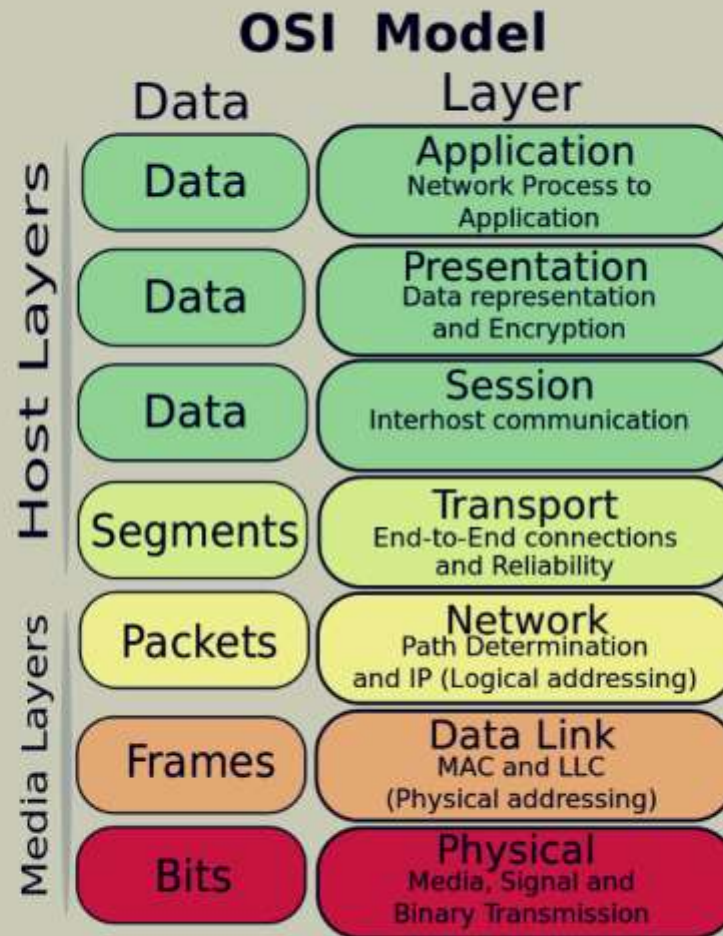 OSI Model
Data
Layer
Host Layers
Data
Application
Network Process to
Application
Data
Presentation
Data representation
and Encryption
Data
Session
Interhost communication
Segments
Transport
End-to-End connections
and Reliability
Media Layers
Packets
Network
Path Determination
and IP (Logical addressing)
Frames
Data Link
MAC and LLC
(Physical addressing)
Bits
Physical
Media, Signal and
Binary Transmission